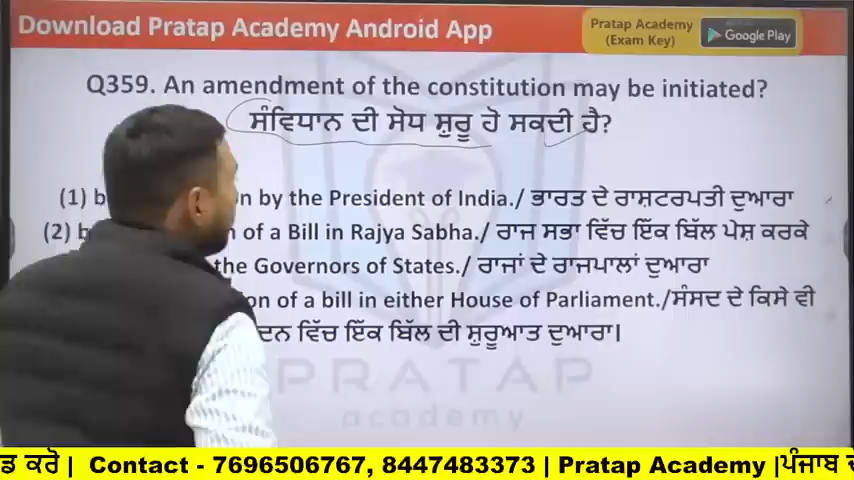 Download Pratap Academy Android App
Pratap Academy
(Exam Key)
Google Play
Q359. An amendment of the constitution may be initiated?
ਸੰਵਿਧਾਨ ਦੀ ਸੋਧ ਸ਼ੁਰੂ ਹੋ ਸਕਦੀ ਹੈ?
(1) by the President of India./ ਭਾਰਤ ਦੇ ਰਾਸ਼ਟਰਪਤੀ ਦੁਆਰਾ
(2) of a Bill in Rajya Sabha./ ਰਾਜ ਸਭਾ ਵਿੱਚ ਇੱਕ ਬਿੱਲ ਪੇਸ਼ ਕਰਕੇ
the Governors of States./ ਰਾਜਾਂ ਦੇ ਰਾਜਪਾਲਾਂ ਦੁਆਰਾ
of a bill in either House of Parliament./ਸੰਸਦ ਦੇ ਕਿਸੇ ਵੀ
ਵਿੱਚ ਇੱਕ ਬਿੱਲ ਦੀ ਸ਼ੁਰੂਆਤ ਦੁਆਰਾ।
PRATAP
academy
ਕਰੋ | Contact - 7696506767, 8447483373 | Pratap Academy |ਪੰਜਾਬ